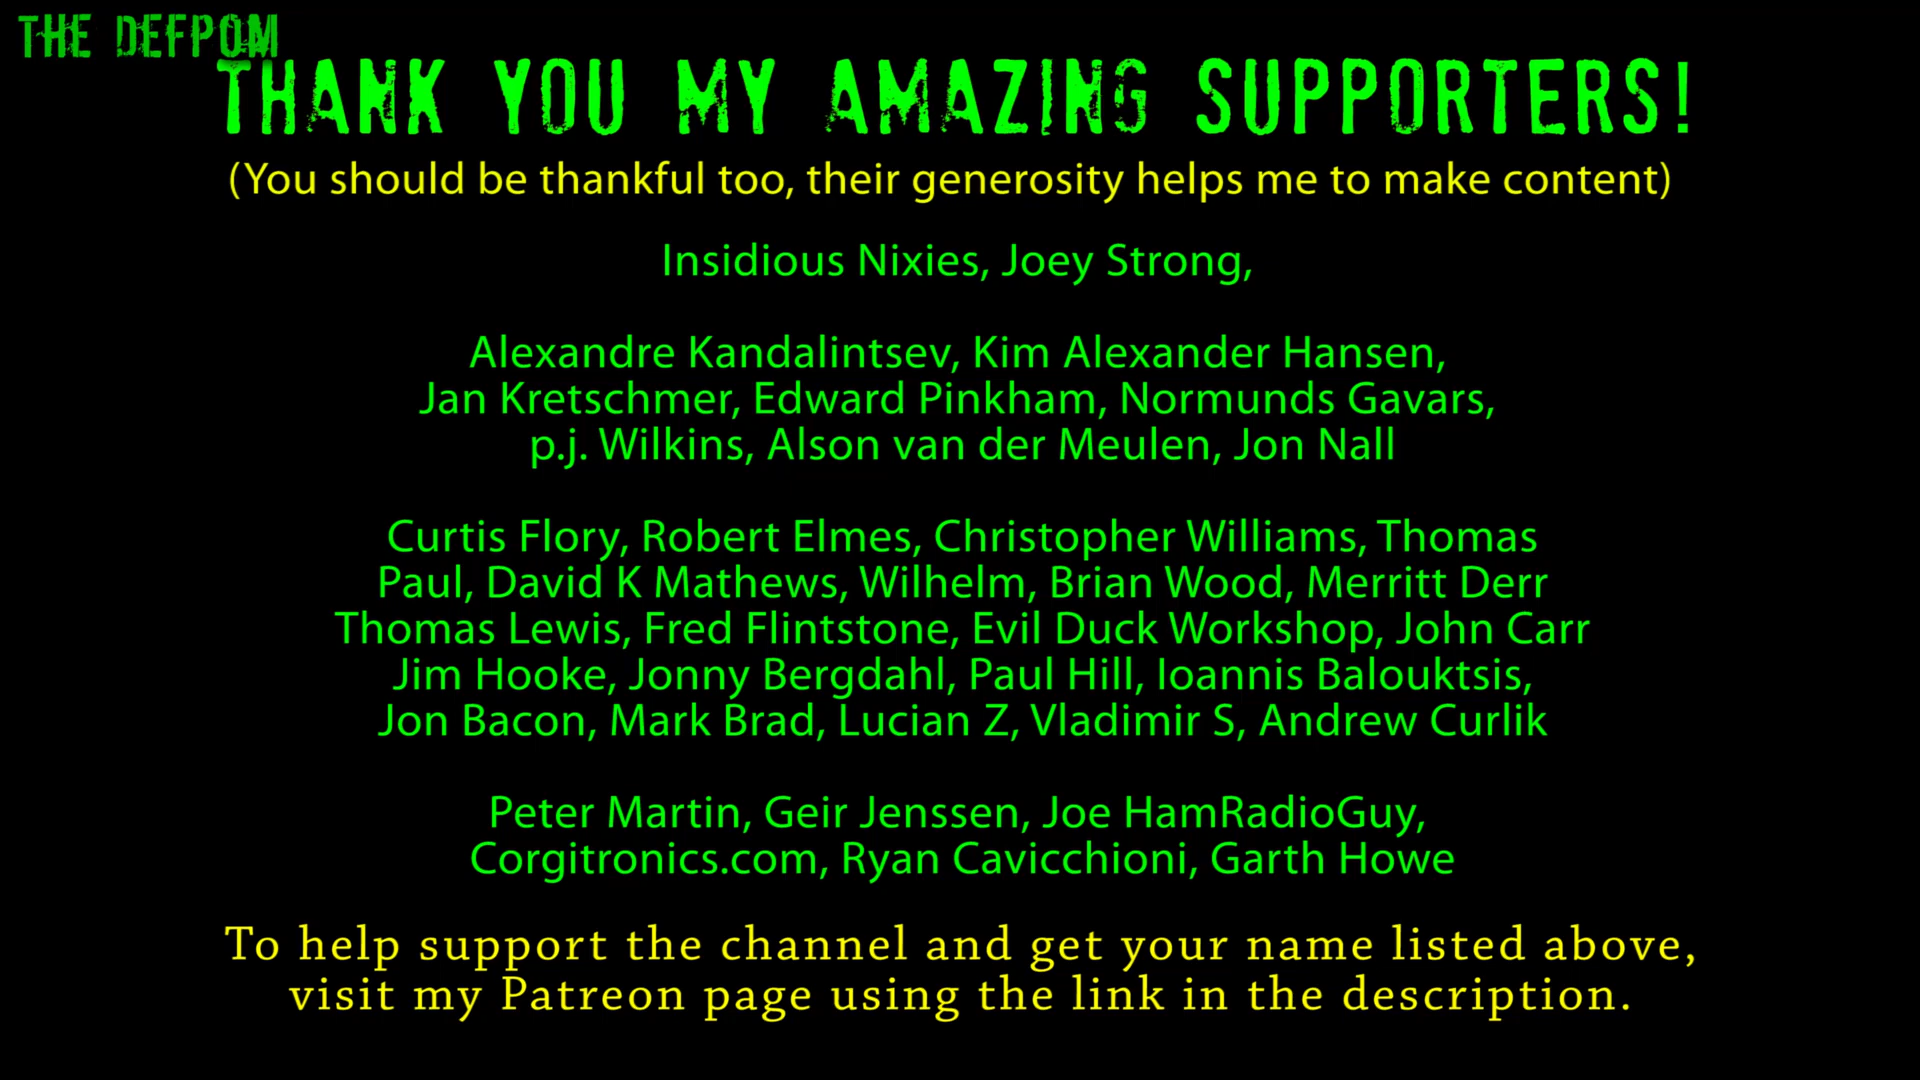 THE DEFPOM
THANK YOU MY AMAZING SUPPORTERS!
(You should be thankful too, their generosity helps me to make content)
Insidious Nixies, Joey Strong,
Alexandre Kandalintsev, Kim Alexander Hansen,
Jan Kretschmer, Edward Pinkham, Normunds Gavars,
p.j. Wilkins, Alson van der Meulen, Jon Nall
Curtis Flory, Robert Elmes, Christopher Williams, Thomas
Paul, David K Mathews, Wilhelm, Brian Wood, Merritt Derr
Thomas Lewis, Fred Flintstone, Evil Duck Workshop, John Carr
Jim Hooke, Jonny Bergdahl, Paul Hill, Ioannis Balouktsis,
Jon Bacon, Mark Brad, Lucian Z, Vladimir S, Andrew Curlik
Peter Martin, Geir Jenssen, Joe HamRadioGuy,
Corgitronics.com, Ryan Cavicchioni, Garth Howe
To help support the channel and get your name listed above,
visit my Patreon page using the link in the description.